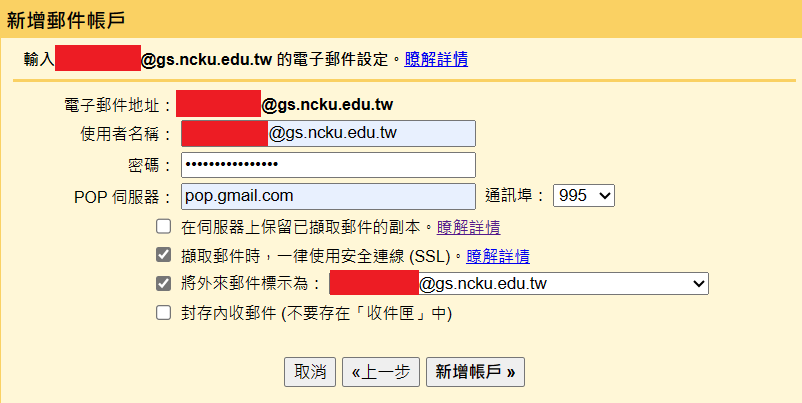 新增郵件帳戶
輸入@gs.ncku.edu.tw 的電子郵件設定。瞭解詳情
電子郵件地址：@gs.ncku.edu.tw
使用者名稱：@gs.ncku.edu.tw
密碼：••••••••••••••••
POP 伺服器：pop.gmail.com 通訊埠：995
在伺服器上保留已擷取郵件的副本。瞭解詳情
擷取郵件時，一律使用安全連線 (SSL)。瞭解詳情
將外來郵件標示為：@gs.ncku.edu.tw
封存內收郵件 (不要存在「收件匣」中)
取消 «上一步 新增帳戶 »